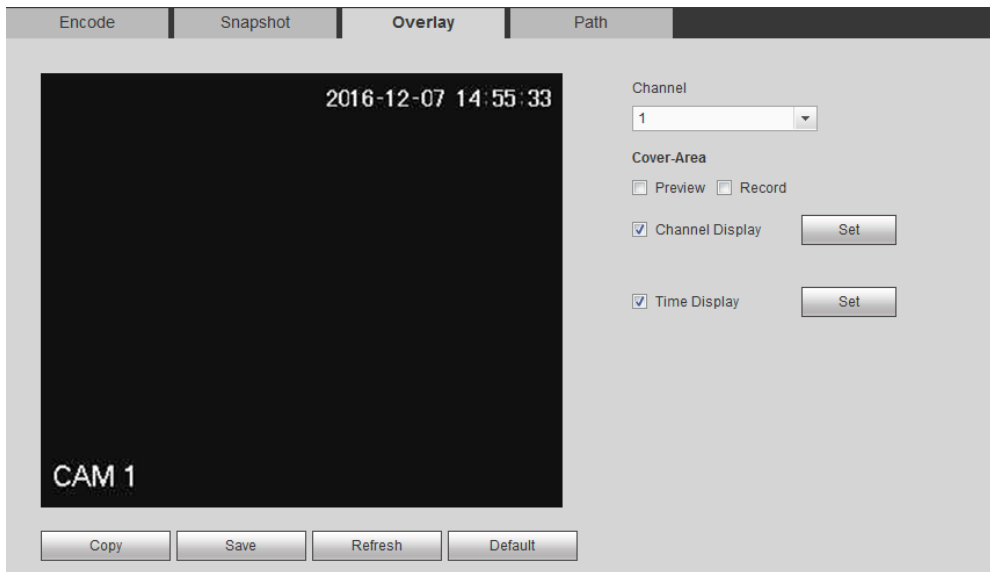 Encode Snapshot Overlay Path
2016-12-07 14:55:33
CAM 1
Channel
1
Cover-Area
Preview Record
Channel Display Set
Time Display Set
Copy Save Refresh Default